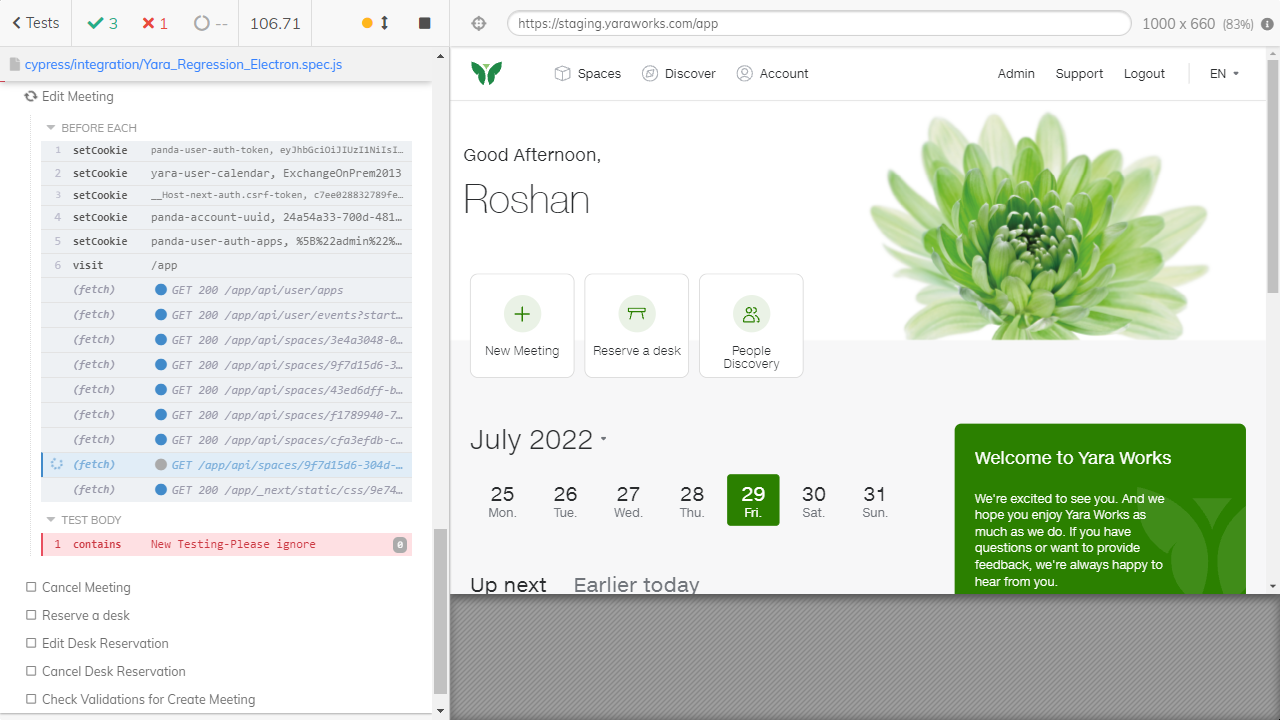 Tests
3
1
--
106.71
https://staging.yaraworks.com/app
1000 x 660 (83%)
cypress/integration/Yara_Regression_Electron.spec.js
Edit Meeting
BEFORE EACH
1 setCookie panda-user-auth-token, eyJhbGciOiJIUzI1NiIsI…
2 setCookie yara-user-calendar, ExchangeOnPrem2013
3 setCookie __Host-next-auth.csrf-token, c7ee028832789fe…
4 setCookie panda-account-uuid, 24a54a33-700d-481…
5 setCookie panda-user-auth-apps, %5B%22admin%22%…
6 visit /app
(fetch) GET 200 /app/api/user/apps
(fetch) GET 200 /app/api/user/events?start…
(fetch) GET 200 /app/api/spaces/3e4a3048-0…
(fetch) GET 200 /app/api/spaces/9f7d15d6-3…
(fetch) GET 200 /app/api/spaces/43ed6dff-b…
(fetch) GET 200 /app/api/spaces/f1789940-7…
(fetch) GET 200 /app/api/spaces/cfa3efdb-c…
(fetch) GET /app/api/spaces/9f7d15d6-304d-…
(fetch) GET 200 /app/_next/static/css/9e74…
TEST BODY
1 contains New Testing-Please ignore 0
Cancel Meeting
Reserve a desk
Edit Desk Reservation
Cancel Desk Reservation
Check Validations for Create Meeting
Spaces
Discover
Account
Admin
Support
Logout
EN
Good Afternoon,
Roshan
New Meeting
Reserve a desk
People
Discovery
July 2022
25 26 27 28 29 30 31
Mon. Tue. Wed. Thu. Fri. Sat. Sun.
Up next
Earlier today
Welcome to Yara Works
We're excited to see you. And we
hope you enjoy Yara Works as
much as we do. If you have
questions or want to provide
feedback, we're always happy to
hear from you.